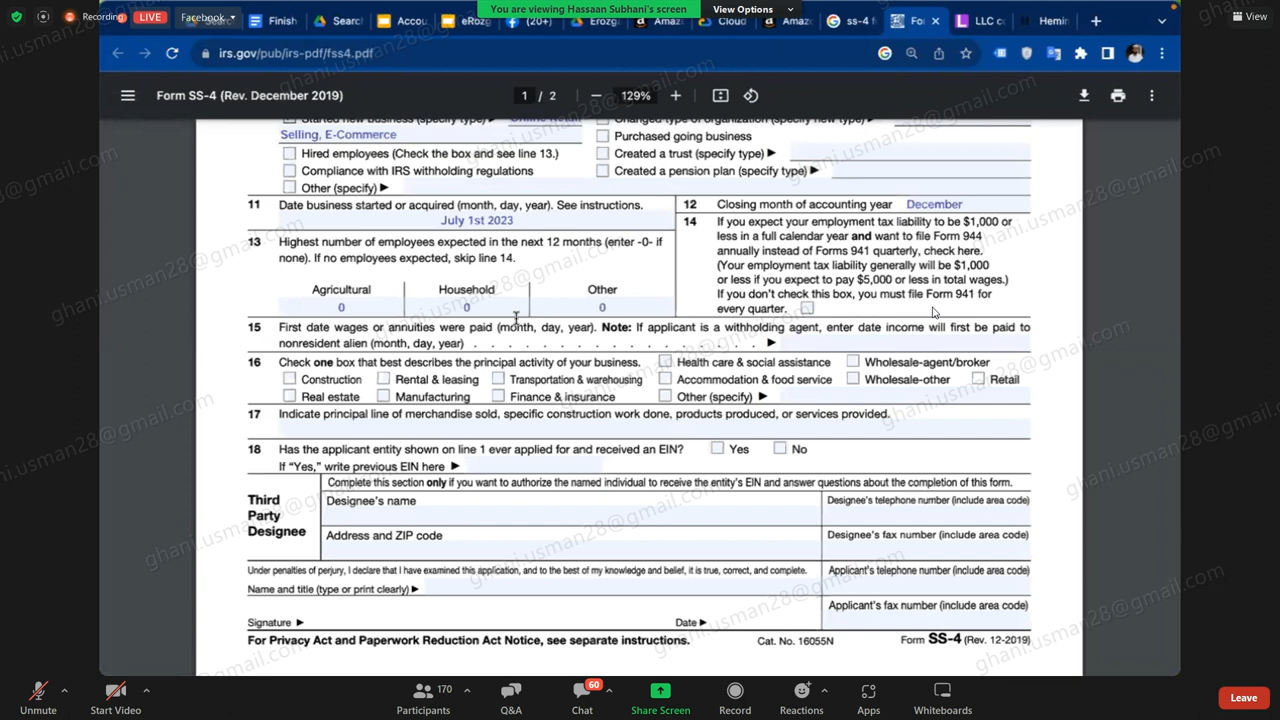 You are viewing Hassaan Subhani's screen
View Options
Recording
LIVE
Facebook
View
Finish
Search
Accou
eRozg
(20+)
Erozg
Amazo
Cloud
Amazo
ss-4 f
For
LLC c
Hemin
irs.gov/pub/irs-pdf/fss4.pdf
Form SS-4 (Rev. December 2019)
1 / 2
129%
Started new business (specify type)
Changed type of organization (specify new type)
Selling, E-Commerce
Purchased going business
Hired employees (Check the box and see line 13.)
Created a trust (specify type)
Compliance with IRS withholding regulations
Created a pension plan (specify type)
Other (specify)
11 Date business started or acquired (month, day, year). See instructions.
July 1st 2023
12 Closing month of accounting year December
13 Highest number of employees expected in the next 12 months (enter -0- if
none). If no employees expected, skip line 14.
Agricultural Household Other
0 0 0
14 If you expect your employment tax liability to be $1,000 or
less in a full calendar year and want to file Form 944
annually instead of Forms 941 quarterly, check here.
(Your employment tax liability generally will be $1,000
or less if you expect to pay $5,000 or less in total wages.)
If you don't check this box, you must file Form 941 for
every quarter.
15 First date wages or annuities were paid (month, day, year). Note: If applicant is a withholding agent, enter date income will first be paid to
nonresident alien (month, day, year) . . . . . . . . . . . . . . .
16 Check one box that best describes the principal activity of your business.
Health care & social assistance Wholesale-agent/broker
Construction Rental & leasing Transportation & warehousing Accommodation & food service Wholesale-other Retail
Real estate Manufacturing Finance & insurance Other (specify)
17 Indicate principal line of merchandise sold, specific construction work done, products produced, or services provided.
18 Has the applicant entity shown on line 1 ever applied for and received an EIN? Yes No
If "Yes," write previous EIN here
Third
Party
Designee
Complete this section only if you want to authorize the named individual to receive the entity's EIN and answer questions about the completion of this form.
Designee's name
Designee's telephone number (include area code)
Address and ZIP code
Designee's fax number (include area code)
Under penalties of perjury, I declare that I have examined this application, and to the best of my knowledge and belief, it is true, correct, and complete.
Applicant's telephone number (include area code)
Name and title (type or print clearly)
Applicant's fax number (include area code)
Signature Date
For Privacy Act and Paperwork Reduction Act Notice, see separate instructions. Cat. No. 16055N Form SS-4 (Rev. 12-2019)
ghani.usman28@gmail.com
Unmute
Start Video
170
Participants
Q&A
60
Chat
Share Screen
Record
Reactions
Apps
Whiteboards
Leave